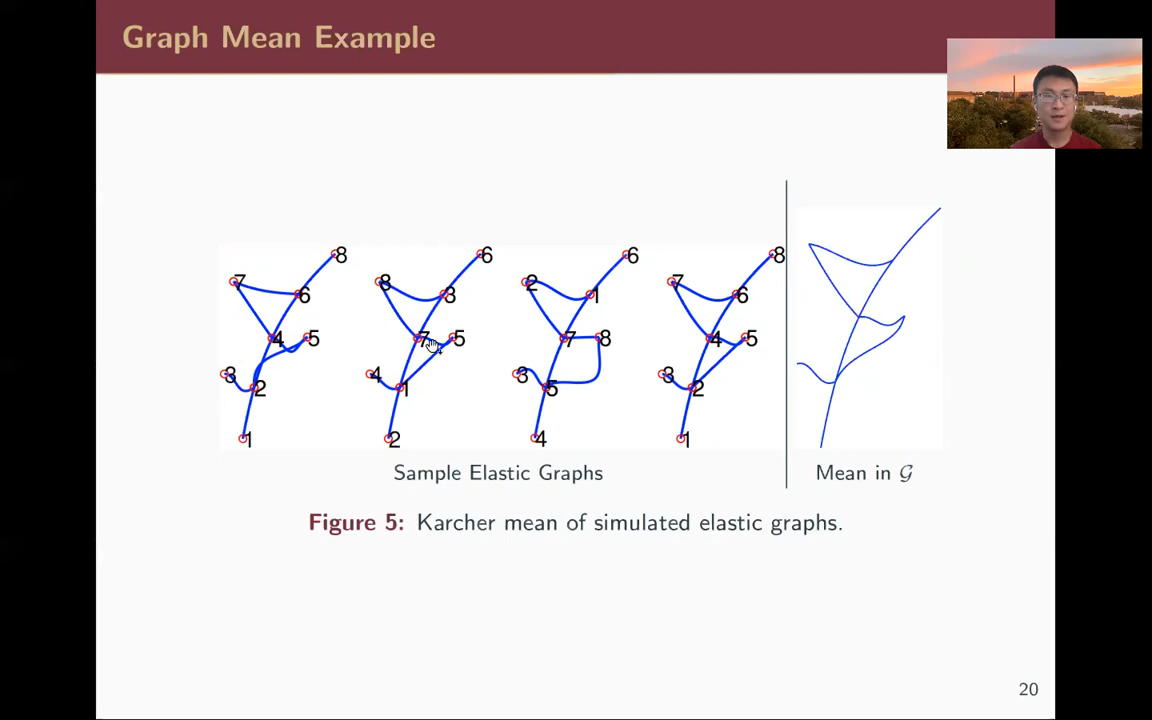 Graph Mean Example
8 6 6 8
7 8 2 7
6 3 1 6
4 5 7 5 7 8 4 5
3 4 3 3
2 1 5 2
1 2 4 1
Sample Elastic Graphs
Mean in 𝒢
Figure 5: Karcher mean of simulated elastic graphs.
20